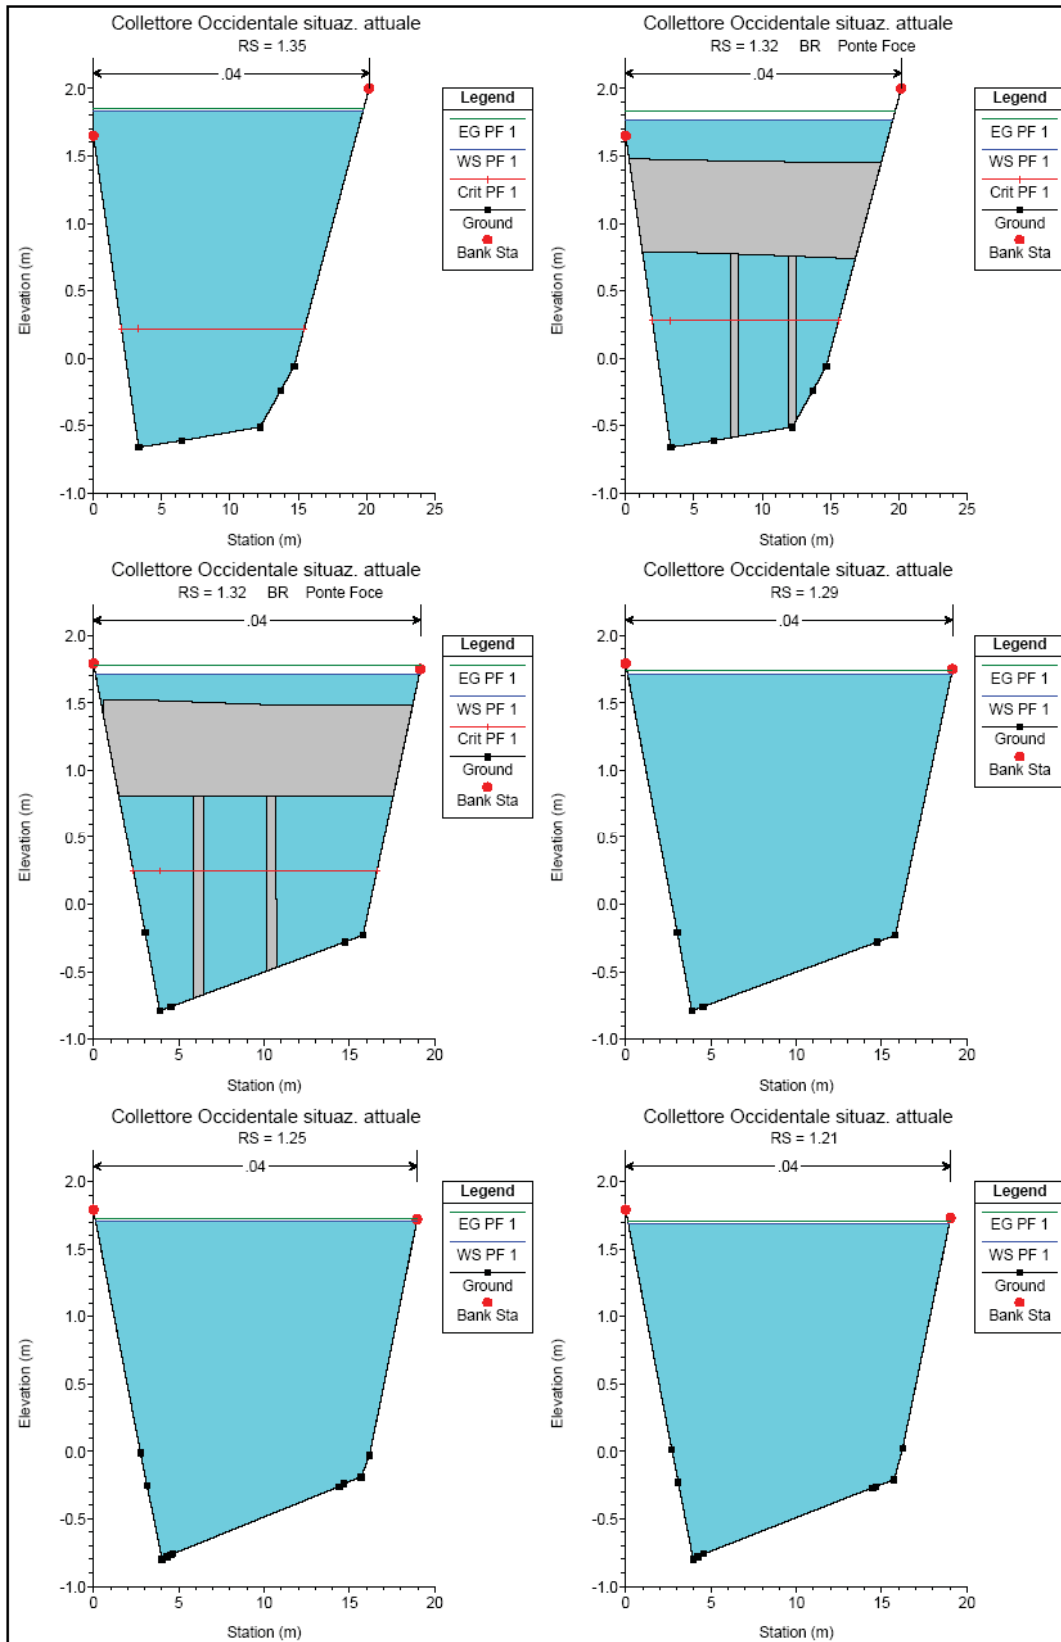 Collettore Occidentale situaz. attuale
RS = 1.35
.04
2.0
1.5
1.0
0.5
0.0
-0.5
-1.0
0 5 10 15 20 25
Elevation (m)
Station (m)
Legend
EG PF 1
WS PF 1
Crit PF 1
Ground
Bank Sta
Collettore Occidentale situaz. attuale
RS = 1.32 BR Ponte Foce
.04
2.0
1.5
1.0
0.5
0.0
-0.5
-1.0
0 5 10 15 20 25
Elevation (m)
Station (m)
Legend
EG PF 1
WS PF 1
Crit PF 1
Ground
Bank Sta
Collettore Occidentale situaz. attuale
RS = 1.32 BR Ponte Foce
.04
2.0
1.5
1.0
0.5
0.0
-0.5
-1.0
0 5 10 15 20
Elevation (m)
Station (m)
Legend
EG PF 1
WS PF 1
Crit PF 1
Ground
Bank Sta
Collettore Occidentale situaz. attuale
RS = 1.29
.04
2.0
1.5
1.0
0.5
0.0
-0.5
-1.0
0 5 10 15 20
Elevation (m)
Station (m)
Legend
EG PF 1
WS PF 1
Ground
Bank Sta
Collettore Occidentale situaz. attuale
RS = 1.25
.04
2.0
1.5
1.0
0.5
0.0
-0.5
-1.0
0 5 10 15 20
Elevation (m)
Station (m)
Legend
EG PF 1
WS PF 1
Ground
Bank Sta
Collettore Occidentale situaz. attuale
RS = 1.21
.04
2.0
1.5
1.0
0.5
0.0
-0.5
-1.0
0 5 10 15 20
Elevation (m)
Station (m)
Legend
EG PF 1
WS PF 1
Ground
Bank Sta